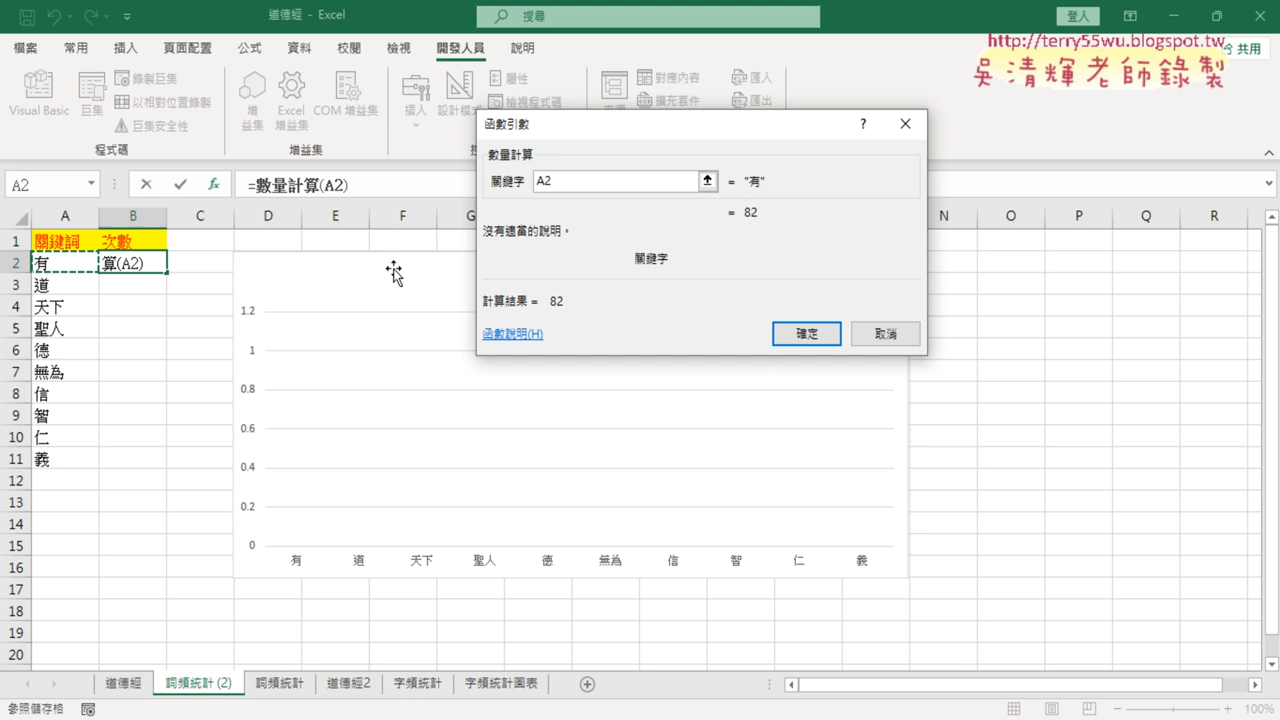 道德經 - Excel
搜尋
登入
檔案 常用 插入 頁面配置 公式 資料 校閱 檢視 開發人員 說明
共用
http://terry55wu.blogspot.tw
吳清輝老師錄製
Visual Basic
巨集
錄製巨集
以相對位置錄製
巨集安全性
程式碼
增益集
Excel 增益集
COM 增益集
增益集
插入
設計模式
屬性
檢視程式碼
對應內容
擴充套件
匯入
匯出
函數引數
?
數量計算
關鍵字 A2 = "有"
= 82
沒有適當的說明。
關鍵字
計算結果 = 82
函數說明(H)
確定
取消
A2
fx
=數量計算(A2)
A B C D E F G N O P Q R
1 關鍵詞 次數
2 有 算(A2)
3 道
4 天下
5 聖人
6 德
7 無為
8 信
9 智
10 仁
11 義
12
13
14
15
16
17
18
19
20
1.2
1
0.8
0.6
0.4
0.2
0
有 道 天下 聖人 德 無為 信 智 仁 義
道德經 詞頻統計 (2) 詞頻統計 道德經2 字頻統計 字頻統計圖表
參照儲存格
100%